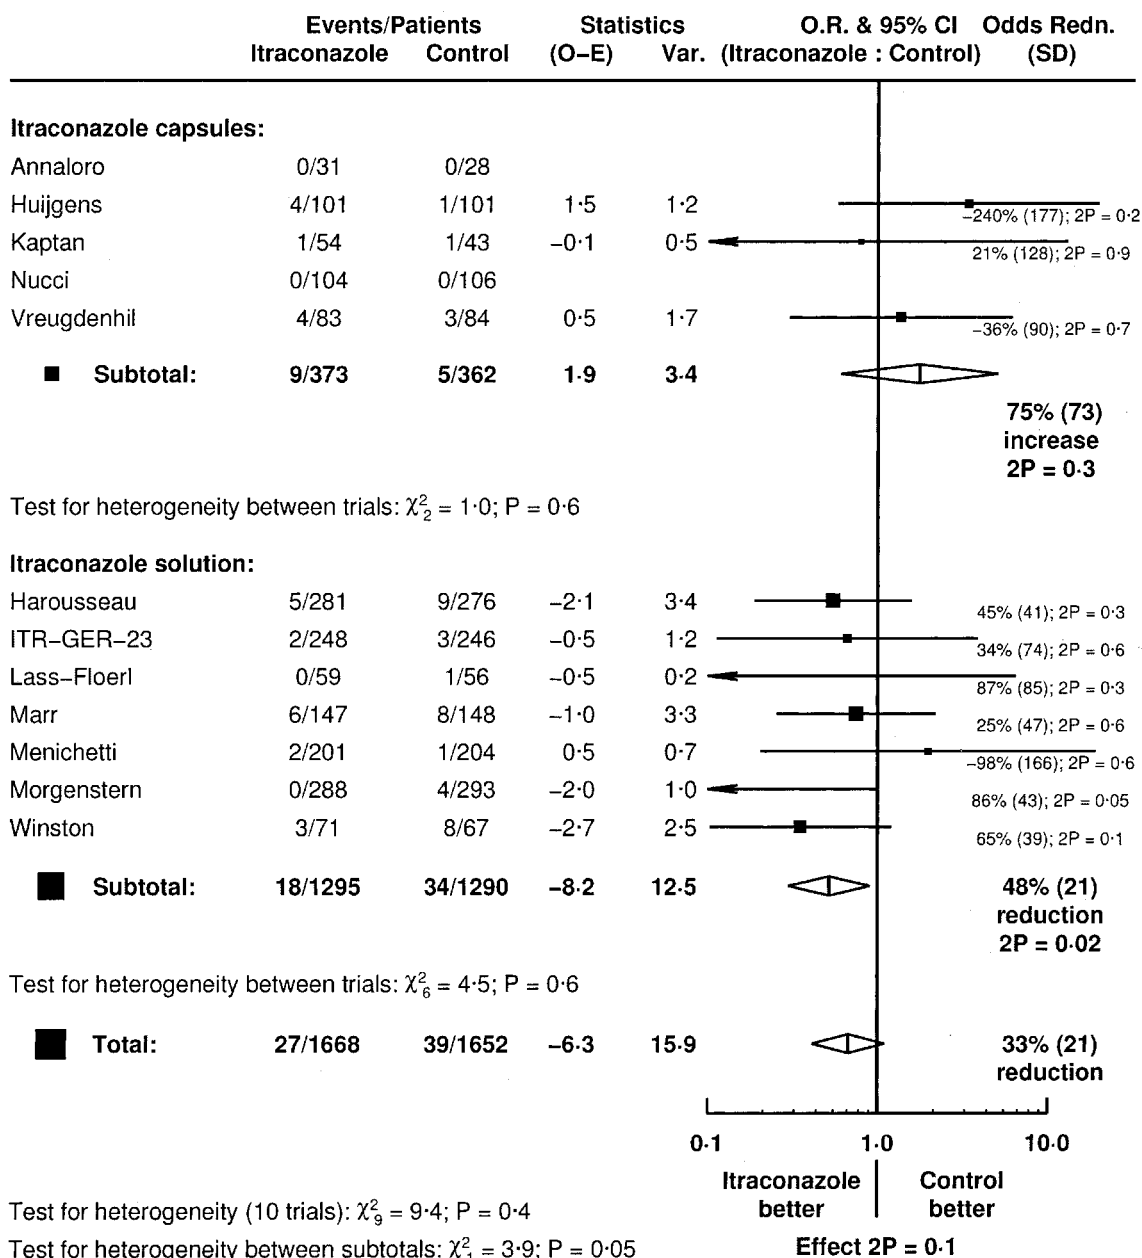 Events/Patients Statistics O.R. & 95% CI Odds Redn.
Itraconazole Control (O–E) Var. (Itraconazole : Control) (SD)
Itraconazole capsules:
Annaloro 0/31 0/28
Huijgens 4/101 1/101 1·5 1·2 −240% (177); 2P = 0·2
Kaptan 1/54 1/43 −0·1 0·5 21% (128); 2P = 0·9
Nucci 0/104 0/106
Vreugdenhil 4/83 3/84 0·5 1·7 −36% (90); 2P = 0·7
Subtotal: 9/373 5/362 1·9 3·4
75% (73)
increase
2P = 0·3
Test for heterogeneity between trials: χ²₂ = 1·0; P = 0·6
Itraconazole solution:
Harousseau 5/281 9/276 −2·1 3·4 45% (41); 2P = 0·3
ITR−GER−23 2/248 3/246 −0·5 1·2 34% (74); 2P = 0·6
Lass−Floerl 0/59 1/56 −0·5 0·2 87% (85); 2P = 0·3
Marr 6/147 8/148 −1·0 3·3 25% (47); 2P = 0·6
Menichetti 2/201 1/204 0·5 0·7 −98% (166); 2P = 0·6
Morgenstern 0/288 4/293 −2·0 1·0 86% (43); 2P = 0·05
Winston 3/71 8/67 −2·7 2·5 65% (39); 2P = 0·1
Subtotal: 18/1295 34/1290 −8·2 12·5 48% (21)
reduction
2P = 0·02
Test for heterogeneity between trials: χ²₆ = 4·5; P = 0·6
Total: 27/1668 39/1652 −6·3 15·9 33% (21)
reduction
0·1 1·0 10·0
Itraconazole better Control better
Test for heterogeneity (10 trials): χ²₉ = 9·4; P = 0·4
Test for heterogeneity between subtotals: χ²₁ = 3·9; P = 0·05 Effect 2P = 0·1